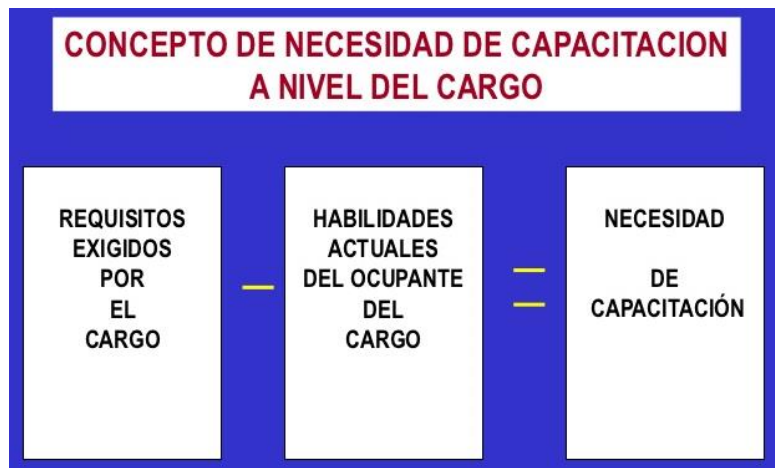 CONCEPTO DE NECESIDAD DE CAPACITACION
A NIVEL DEL CARGO
REQUISITOS
EXIGIDOS
POR
EL
CARGO
—
HABILIDADES
ACTUALES
DEL OCUPANTE
DEL
CARGO
=
NECESIDAD
DE
CAPACITACIÓN